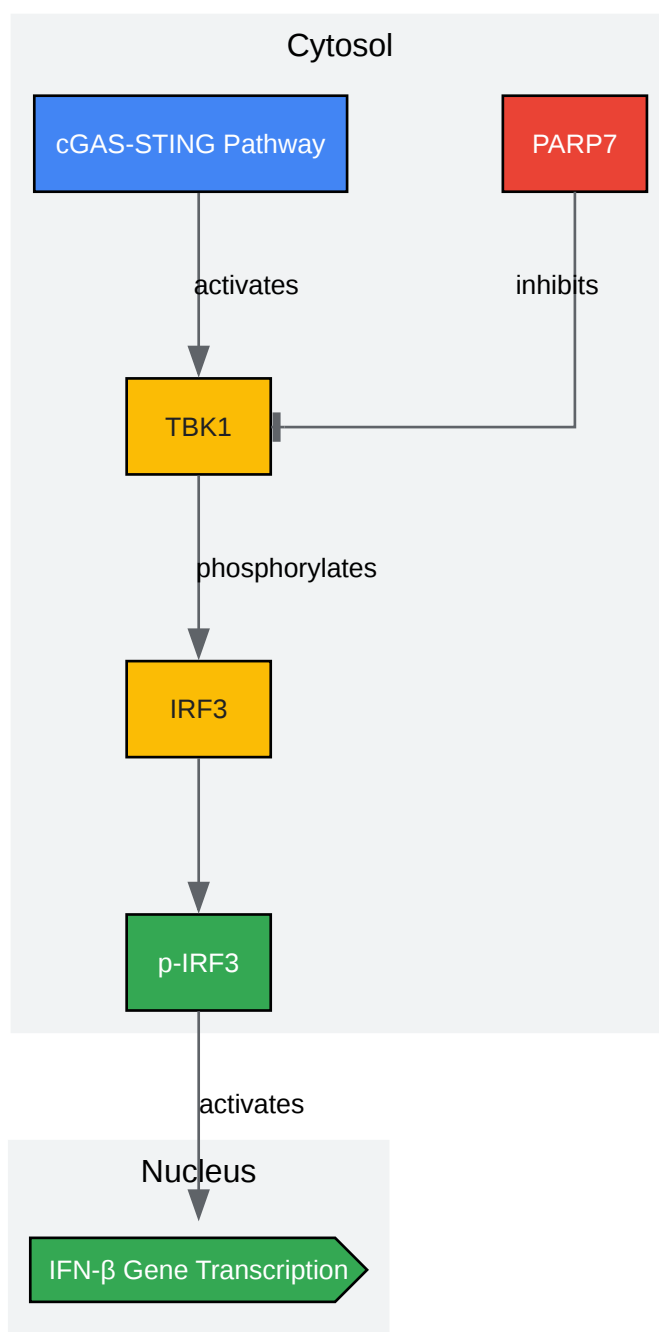 Cytosol
cGAS-STING Pathway
PARP7
activates
inhibits
TBK1
phosphorylates
IRF3
p-IRF3
activates
Nucleus
IFN-β Gene Transcription